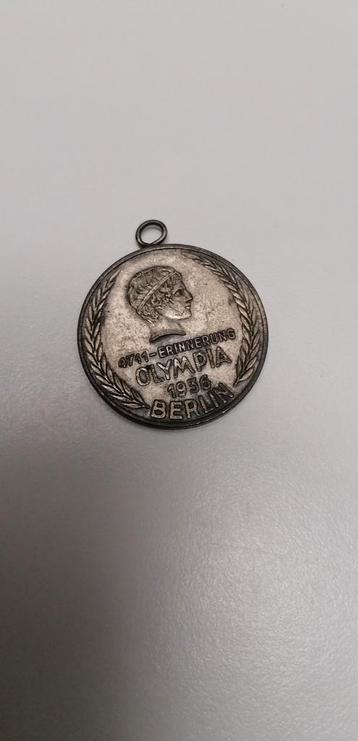 4711-ERINNERUNG
OLYMPIA
1936
BERLIN